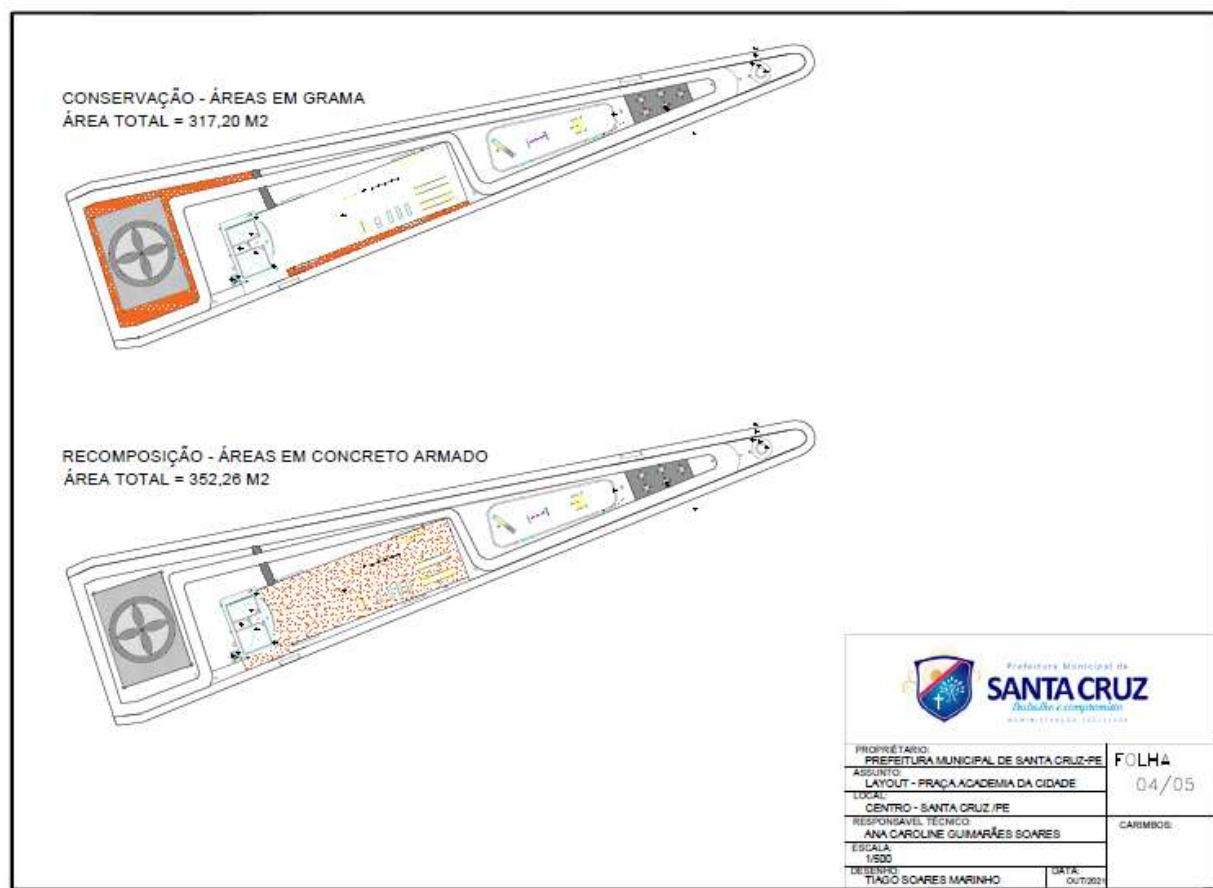 CONSERVAÇÃO - ÁREAS EM GRAMA
ÁREA TOTAL = 317,20 M2
RECOMPOSIÇÃO - ÁREAS EM CONCRETO ARMADO
ÁREA TOTAL = 352,26 M2
Prefeitura Municipal de
SANTA CRUZ
Trabalho e compromisso
PROPRIÉTARIO:
PREFEITURA MUNICIPAL DE SANTA CRUZ-PE
ASSUNTO:
LAYOUT - PRAÇA ACADEMIA DA CIDADE
LOCAL:
CENTRO - SANTA CRUZ /PE
RESPONSAVEL TÉCNICO:
ANA CAROLINE GUIMARÃES SOARES
ESCALA:
1/500
DESENHO:
TIAGO SOARES MARINHO
DATA:
OUT/2021
FOLHA
04/05
CARIMBOS: